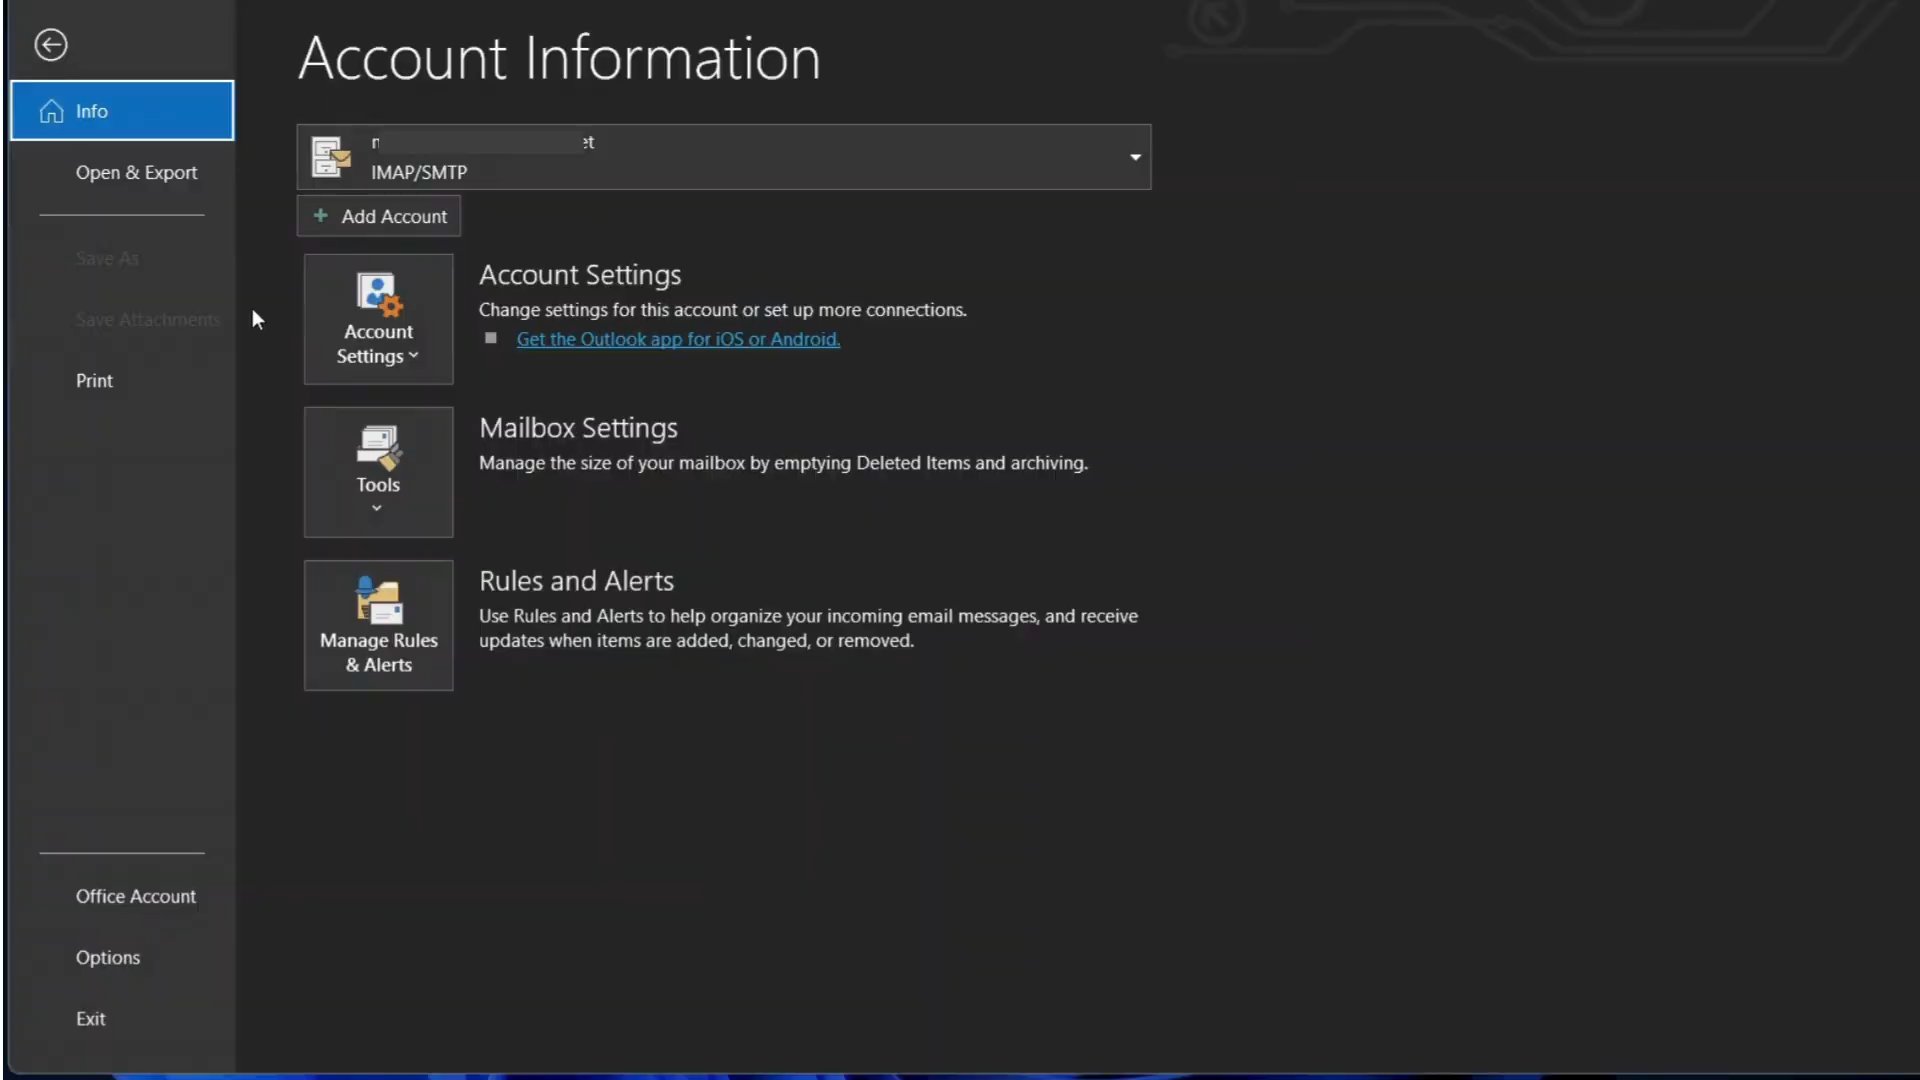 Account Information
Info
Open & Export
Save As
Save Attachments
Print
Office Account
Options
Exit
IMAP/SMTP
Add Account
Account
Settings
Account Settings
Change settings for this account or set up more connections.
Get the Outlook app for iOS or Android.
Tools
Mailbox Settings
Manage the size of your mailbox by emptying Deleted Items and archiving.
Manage Rules
& Alerts
Rules and Alerts
Use Rules and Alerts to help organize your incoming email messages, and receive
updates when items are added, changed, or removed.